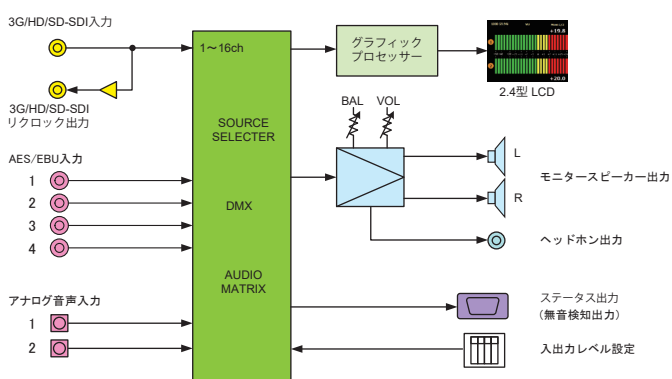 3G/HD/SD-SDI入力
1～16ch
グラフィック
プロセッサー
+19.8
+20.0
2.4型 LCD
3G/HD/SD-SDI
リクロック出力
SOURCE
SELECTER
BAL VOL
AES/EBU入力
1
2
3
4
DMX
L
R
モニタースピーカー出力
ヘッドホン出力
AUDIO
MATRIX
アナログ音声入力
1
2
ステータス出力
(無音検知出力)
入出力レベル設定